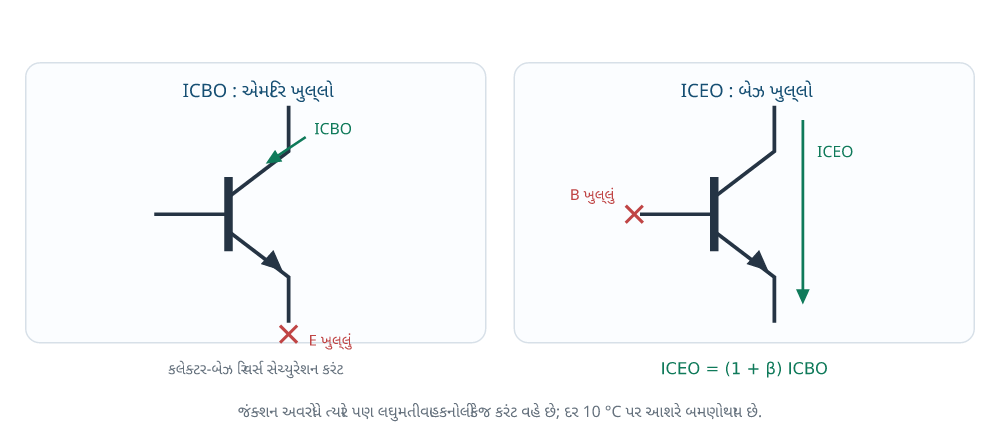 ICBO : એમીટર ખુલ્લો
ICEO : બેઝ ખુલ્લો
ICBO
ICEO
B ખુલ્લું
E ખુલ્લું
કલેક્ટર-બેઝ રિવર્સ સેચ્યુરેશન કરંટ
ICEO = (1 + β) ICBO
જંક્શન અવરોધે ત્યારે પણ લઘુમતી વાહકનો લીકેજ કરંટ વહે છે; દર 10 °C પર આશરે બમણો થાય છે.